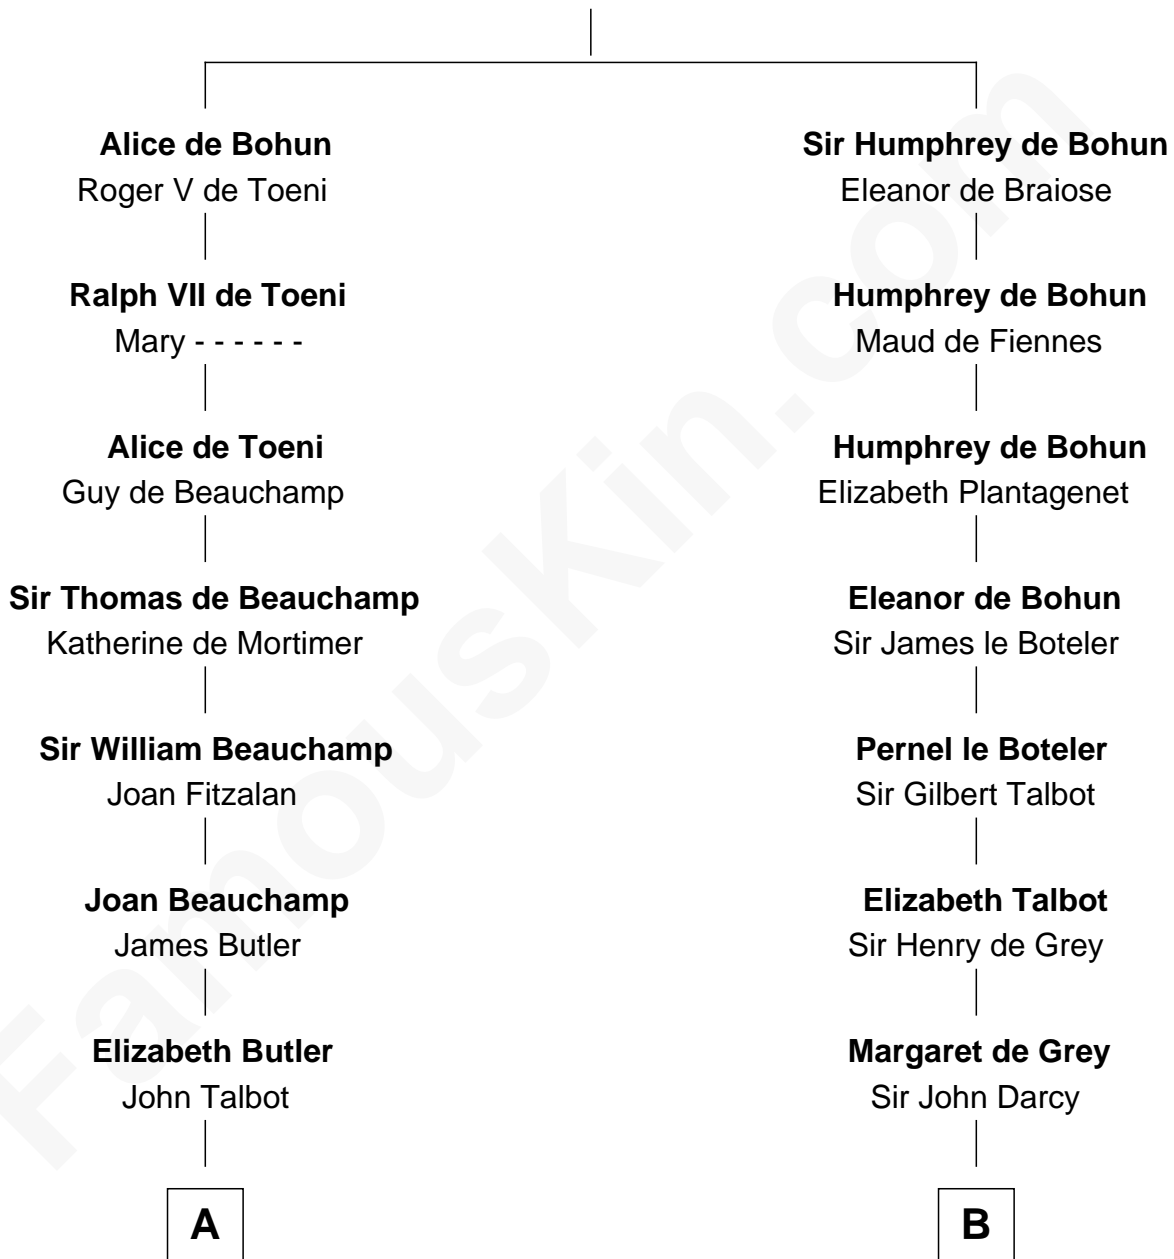 Alice de Bohun
Roger V de Toeni
Ralph VII de Toeni
Mary - - - - - -
Alice de Toeni
Guy de Beauchamp
Sir Thomas de Beauchamp
Katherine de Mortimer
Sir William Beauchamp
Joan Fitzalan
Joan Beauchamp
James Butler
Elizabeth Butler
John Talbot
A
Sir Humphrey de Bohun
Eleanor de Braiose
Humphrey de Bohun
Maud de Fiennes
Humphrey de Bohun
Elizabeth Plantagenet
Eleanor de Bohun
Sir James le Boteler
Pernel le Boteler
Sir Gilbert Talbot
Elizabeth Talbot
Sir Henry de Grey
Margaret de Grey
Sir John Darcy
B
FamousKin.com